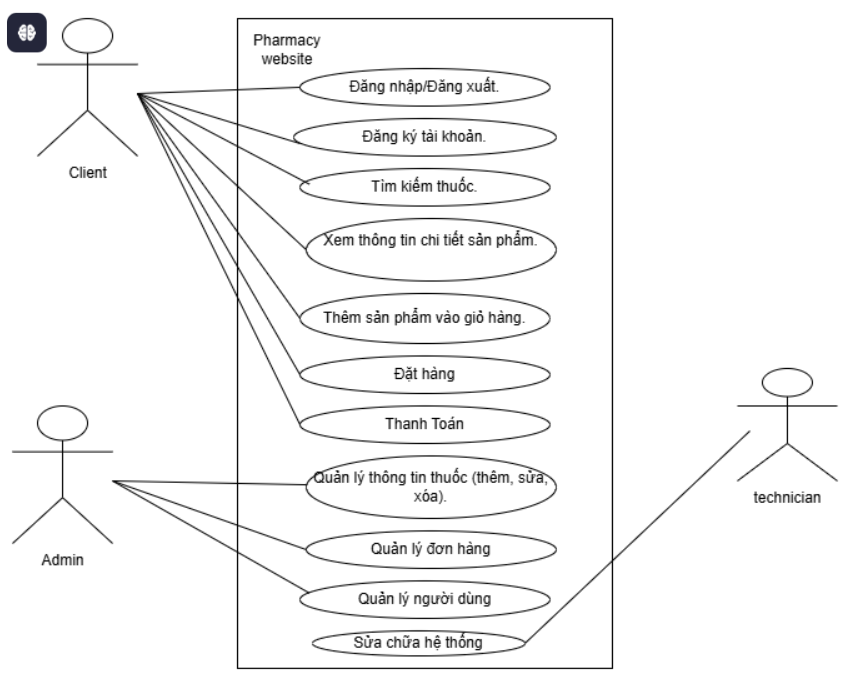 Pharmacy
website
Đăng nhập/Đăng xuất.
Đăng ký tài khoản.
Tìm kiếm thuốc.
Client
Xem thông tin chi tiết sản phẩm.
Thêm sản phẩm vào giỏ hàng.
Đặt hàng
Thanh Toán
Quản lý thông tin thuốc (thêm, sửa,
xóa).
technician
Quản lý đơn hàng
Admin
Quản lý người dùng
Sửa chữa hệ thống